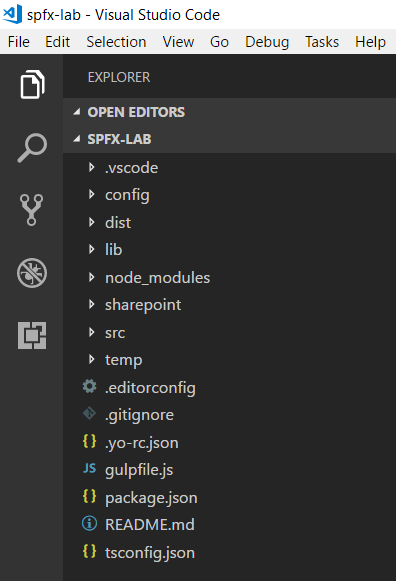 spfx-lab - Visual Studio Code
File Edit Selection View Go Debug Tasks Help
EXPLORER
OPEN EDITORS
SPFX-LAB
.vscode
config
dist
lib
node_modules
sharepoint
src
temp
.editorconfig
.gitignore
{ } .yo-rc.json
JS gulpfile.js
{ } package.json
README.md
{ } tsconfig.json